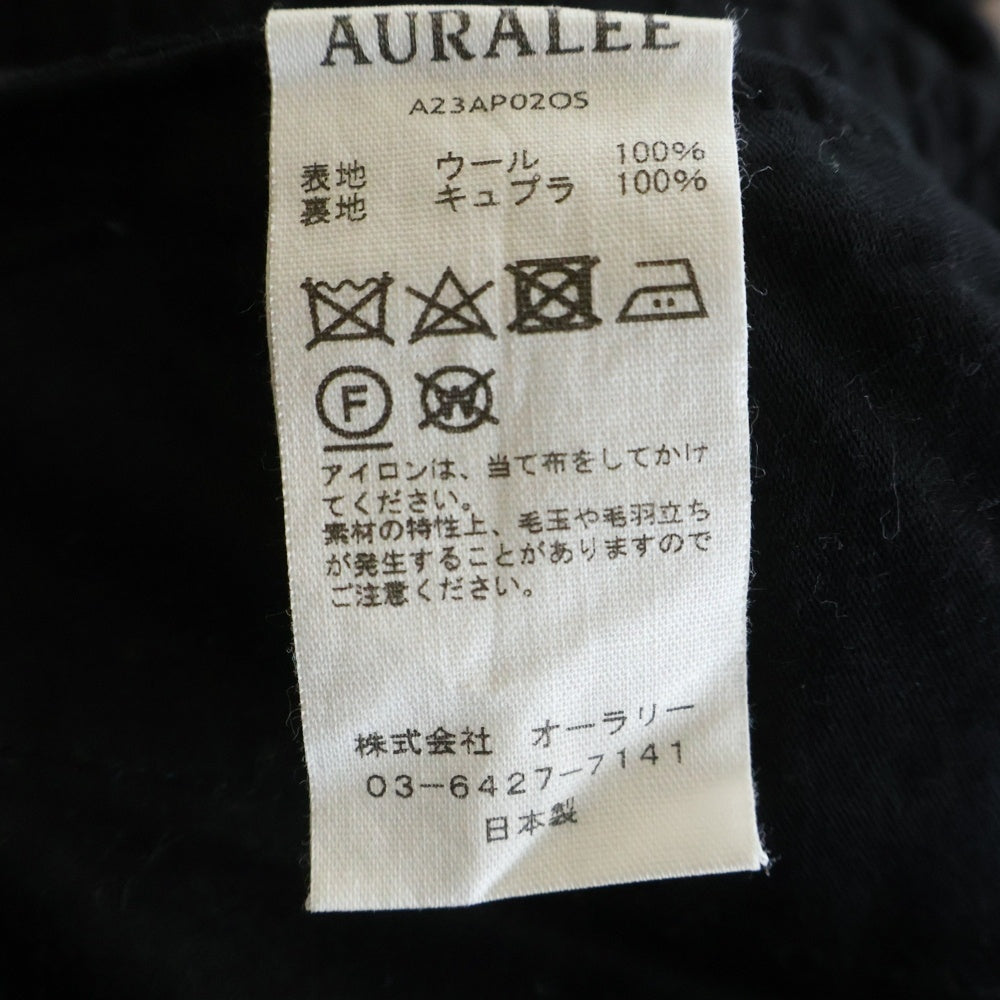 AURALEE
A23AP02OS
表地 ウール 100%
裏地 キュプラ 100%
F W
アイロンは、当て布をしてかけ
てください。
素材の特性上、毛玉や毛羽立ち
が発生することがありますので
ご注意ください。
株式会社 オーラリー
03-6427-7141
日本製